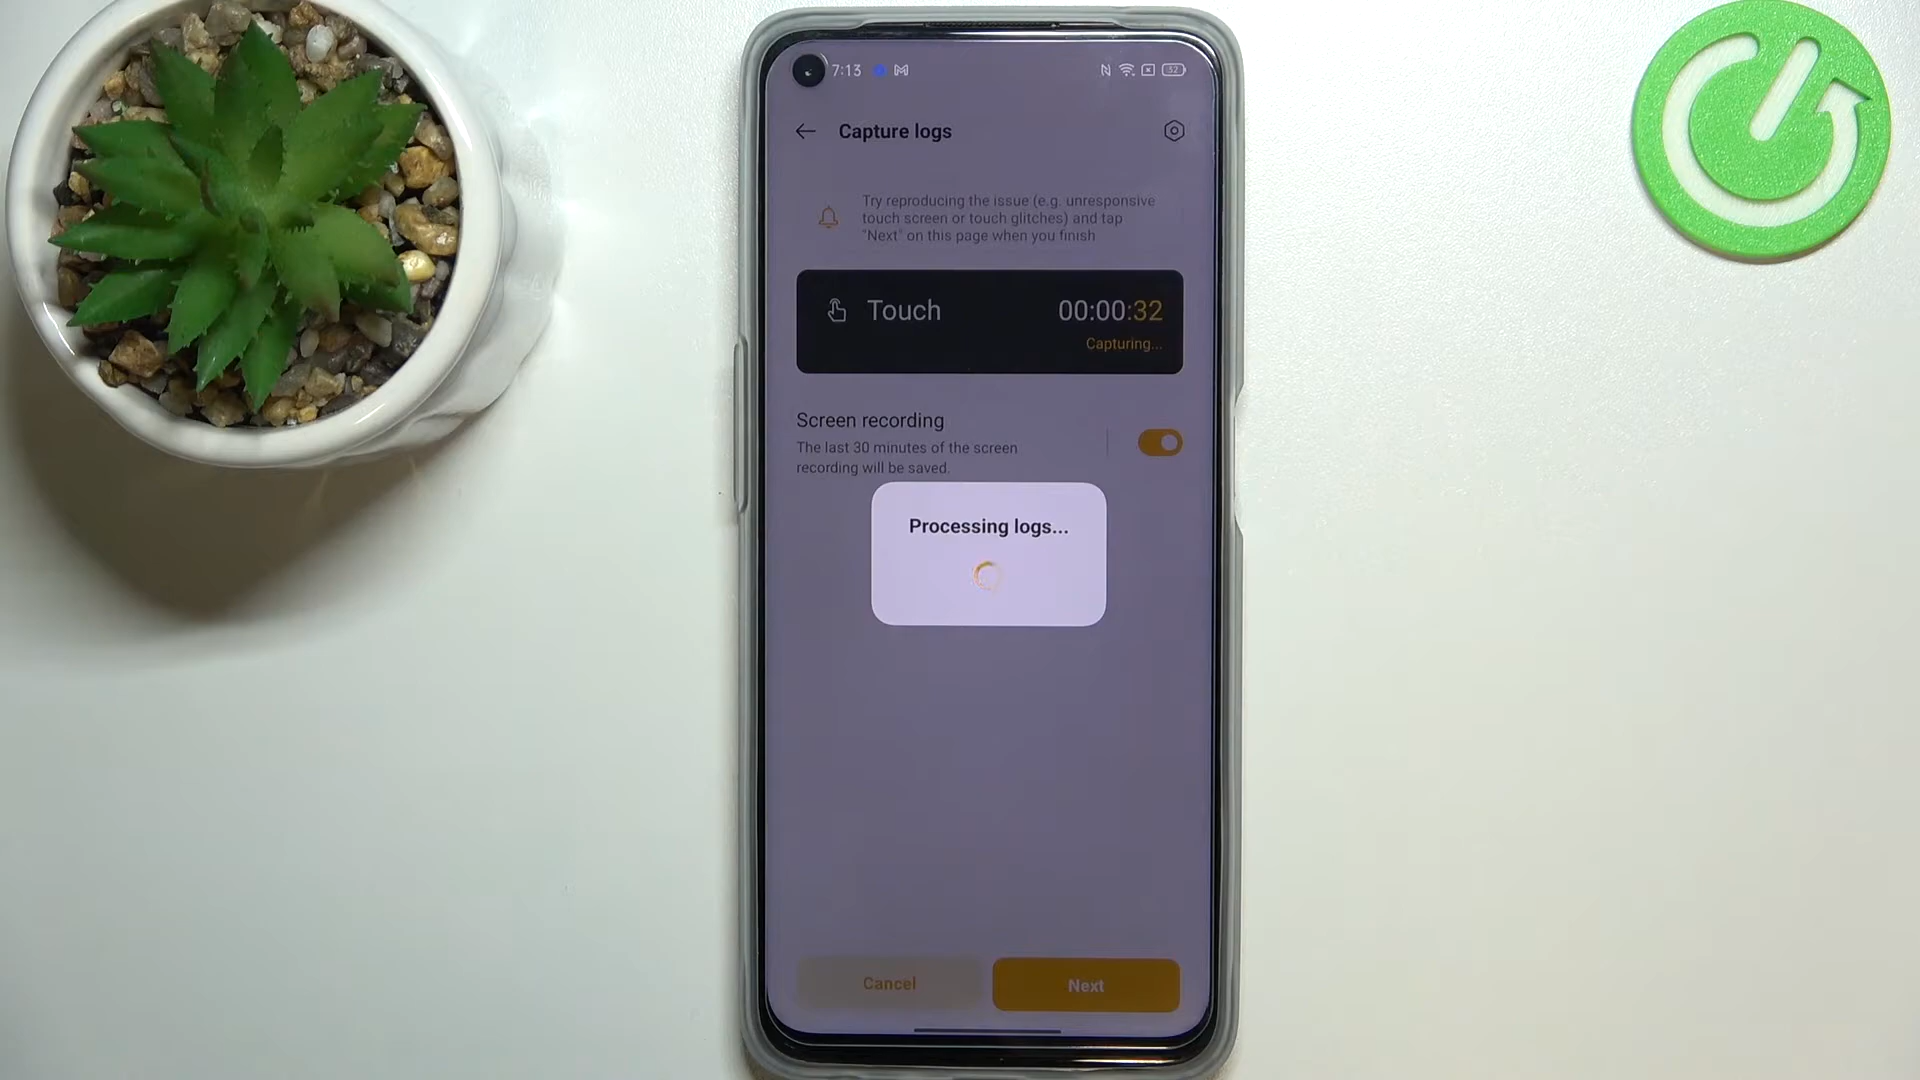 7:13
52
Capture logs
Try reproducing the issue (e.g. unresponsive
touch screen or touch glitches) and tap
"Next" on this page when you finish
Touch
00:00:32
Capturing...
Screen recording
The last 30 minutes of the screen
recording will be saved.
Processing logs...
Cancel
Next